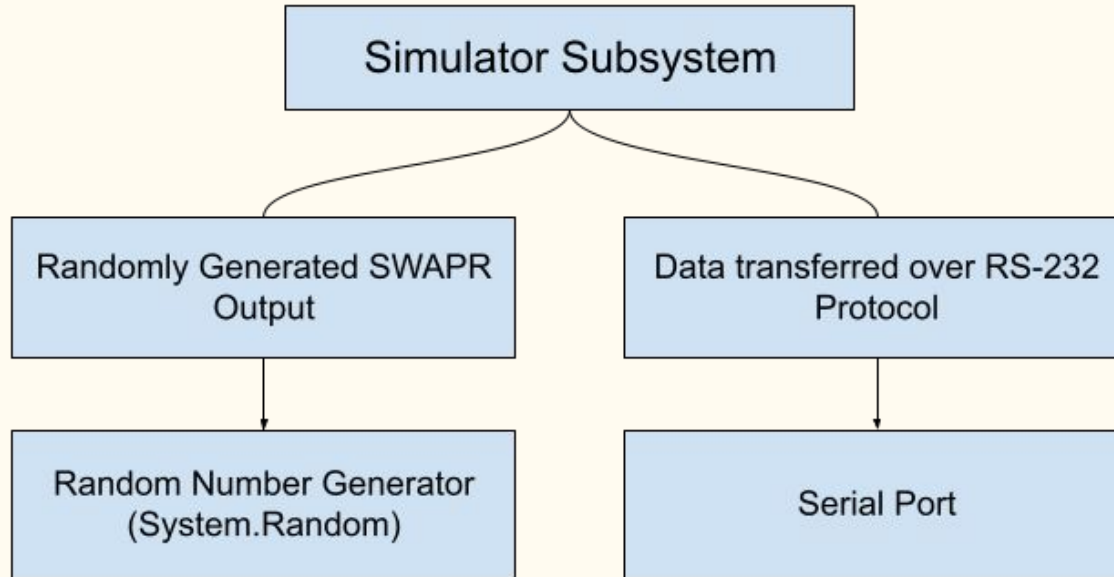 Simulator Subsystem
Randomly Generated SWAPR
Output
Data transferred over RS-232
Protocol
Random Number Generator
(System.Random)
Serial Port